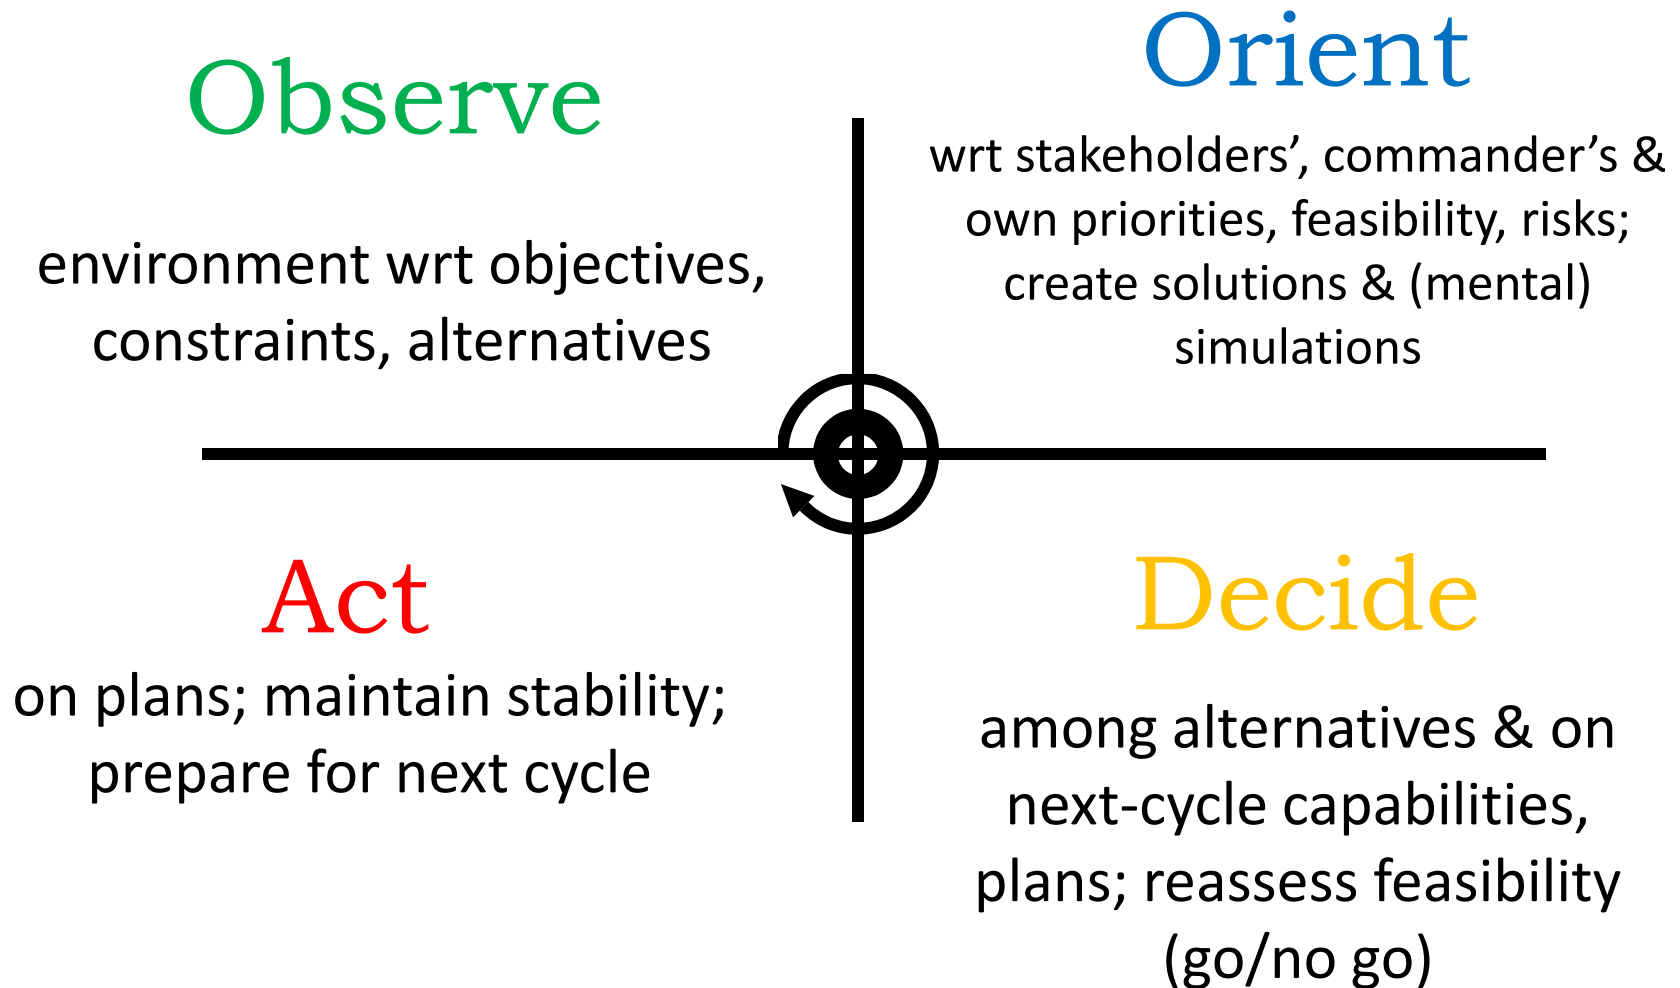 Observe
environment wrt objectives,
constraints, alternatives
Orient
wrt stakeholders’, commander’s &
own priorities, feasibility, risks;
create solutions & (mental)
simulations
Act
on plans; maintain stability;
prepare for next cycle
Decide
among alternatives & on
next-cycle capabilities,
plans; reassess feasibility
(go/no go)